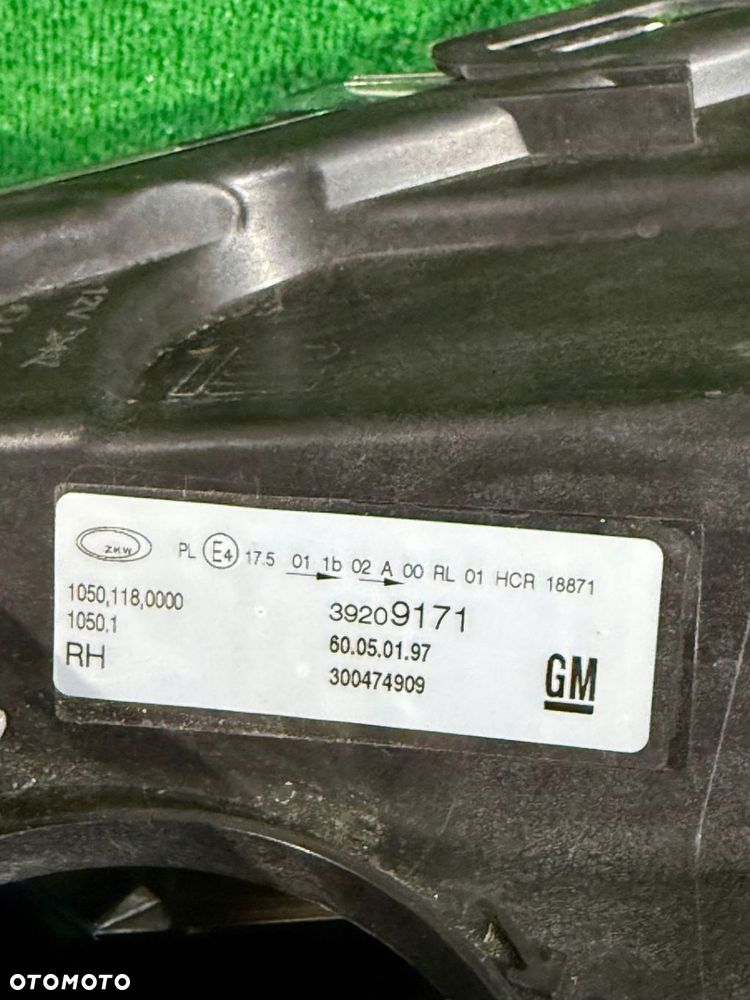 12V
ZKW PL E4 17.5 01 1b 02 A 00 RL 01 HCR 18871
1050,118,0000 39209171
1050.1 60.05.01.97
RH 300474909 GM
OTOMOTO